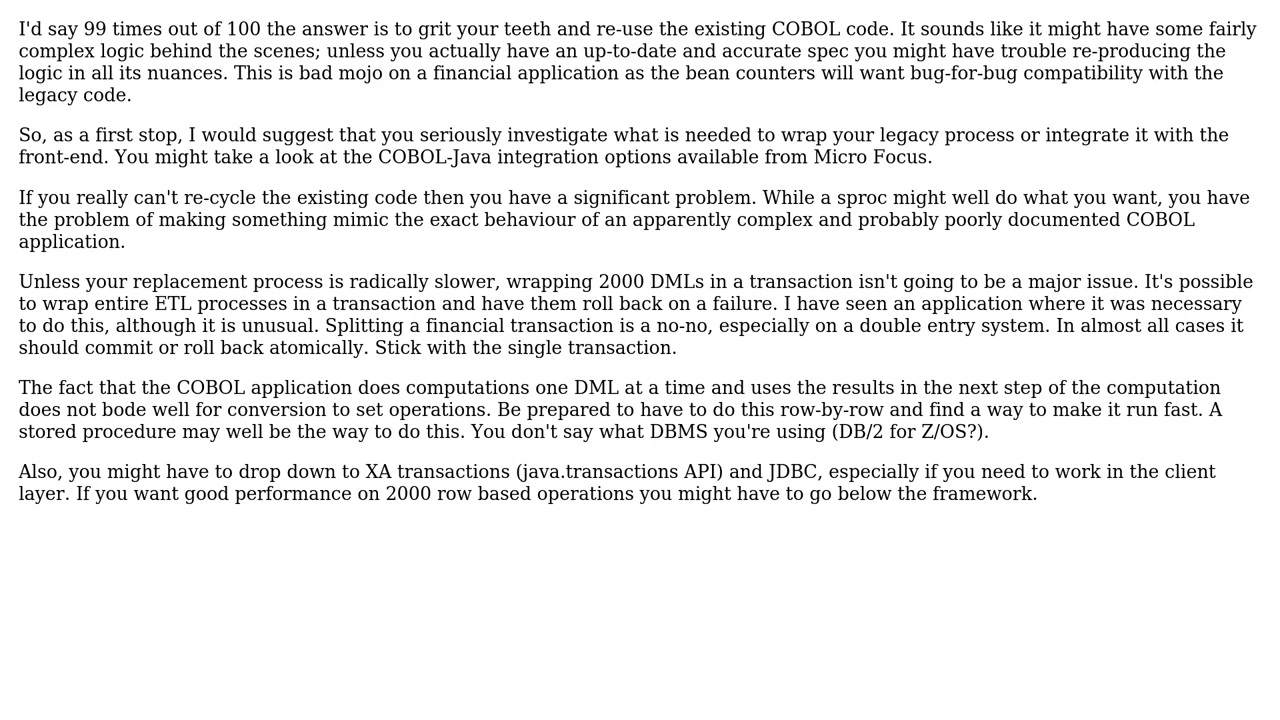 I'd say 99 times out of 100 the answer is to grit your teeth and re-use the existing COBOL code. It sounds like it might have some fairly
complex logic behind the scenes; unless you actually have an up-to-date and accurate spec you might have trouble re-producing the
logic in all its nuances. This is bad mojo on a financial application as the bean counters will want bug-for-bug compatibility with the
legacy code.
So, as a first stop, I would suggest that you seriously investigate what is needed to wrap your legacy process or integrate it with the
front-end. You might take a look at the COBOL-Java integration options available from Micro Focus.
If you really can't re-cycle the existing code then you have a significant problem. While a sproc might well do what you want, you have
the problem of making something mimic the exact behaviour of an apparently complex and probably poorly documented COBOL
application.
Unless your replacement process is radically slower, wrapping 2000 DMLs in a transaction isn't going to be a major issue. It's possible
to wrap entire ETL processes in a transaction and have them roll back on a failure. I have seen an application where it was necessary
to do this, although it is unusual. Splitting a financial transaction is a no-no, especially on a double entry system. In almost all cases it
should commit or roll back atomically. Stick with the single transaction.
The fact that the COBOL application does computations one DML at a time and uses the results in the next step of the computation
does not bode well for conversion to set operations. Be prepared to have to do this row-by-row and find a way to make it run fast. A
stored procedure may well be the way to do this. You don't say what DBMS you're using (DB/2 for Z/OS?).
Also, you might have to drop down to XA transactions (java.transactions API) and JDBC, especially if you need to work in the client
layer. If you want good performance on 2000 row based operations you might have to go below the framework.